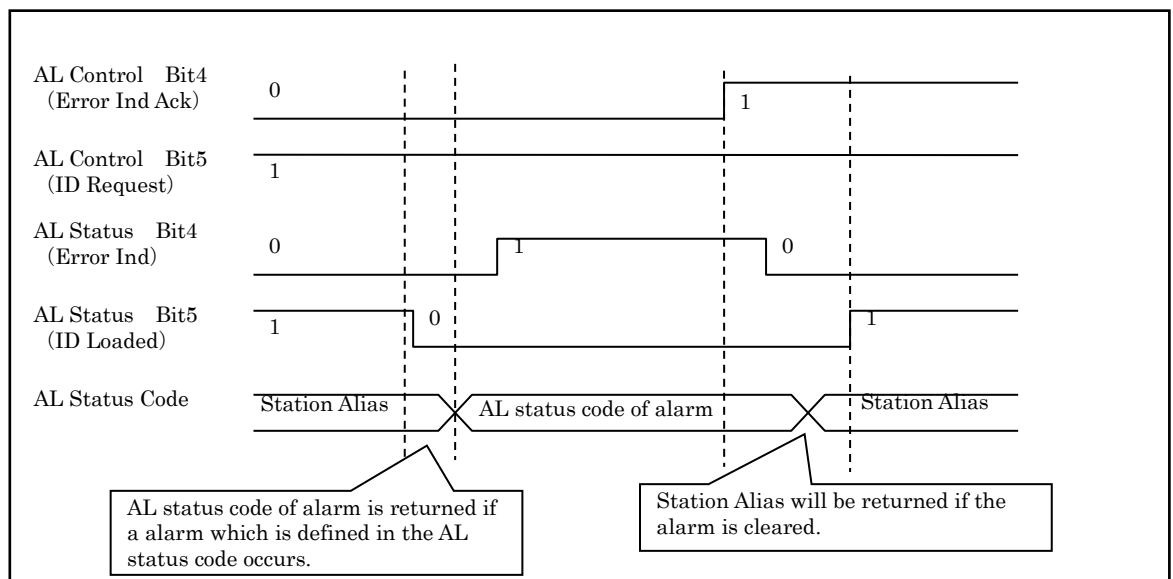 AL Control Bit4
（Error Ind Ack）
0
1
AL Control Bit5
（ID Request）
1
AL Status Bit4
（Error Ind）
0
1
0
AL Status Bit5
（ID Loaded）
1
0
1
AL Status Code
Station Alias
AL status code of alarm
Station Alias
AL status code of alarm is returned if
a alarm which is defined in the AL
status code occurs.
Station Alias will be returned if the
alarm is cleared.